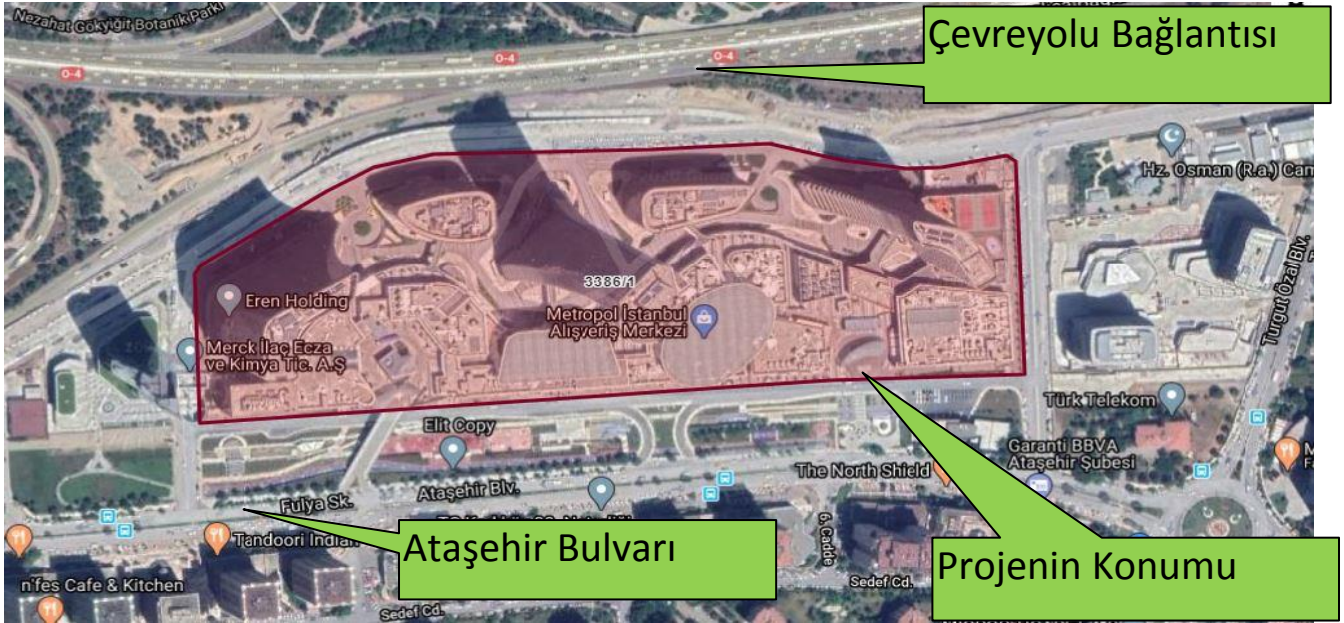 Nezahat Gökyiğit Botanik Parkı
Çevreyolu Bağlantısı
O-4
O-4
O-4
Hz. Osman (R.a.) Cam
3386/1
Eren Holding
Metropol İstanbul
Alışveriş Merkezi
Merck İlaç Ecza
ve Kimya Tic. A.Ş
Turgut Özal Blv.
Türk Telekom
Elit Copy
Garanti BBVA
Ataşehir Şubesi
The North Shield
Ataşehir Blv.
Fulya Sk.
Tandoori Indian
Ataşehir Bulvarı
6. Cadde
Projenin Konumu
n'fes Cafe & Kitchen
Sedef Cd.
Sedef Cd.